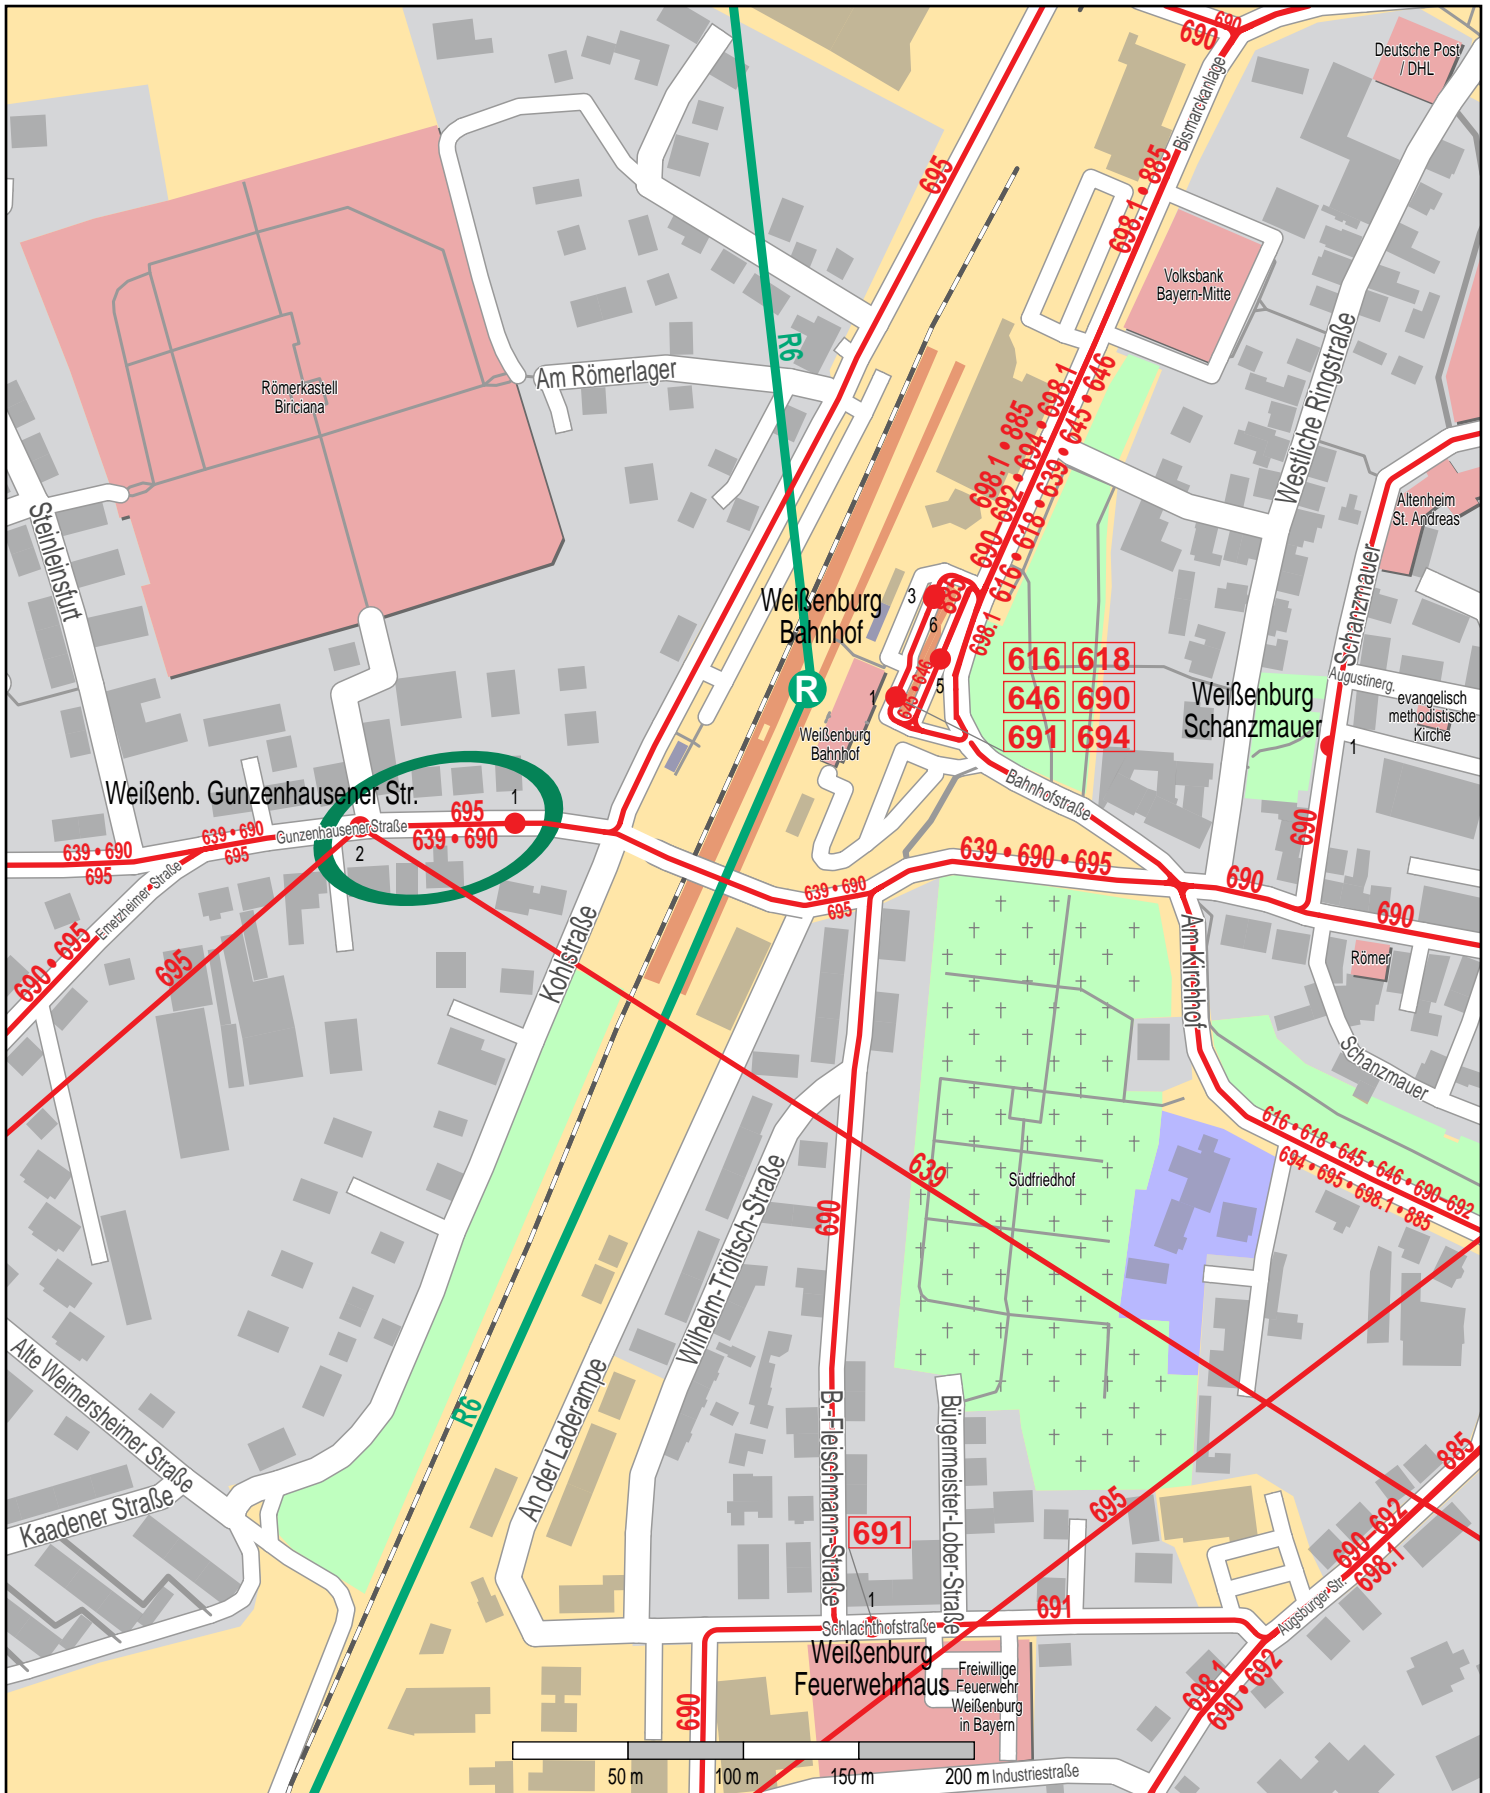 690
690
Deutsche Post
/ DHL
Bismarckanlage
695
698.1 • 885
Volksbank
Bayern-Mitte
R6
Westliche Ringstraße
Römerkastell
Biriciana
Am Römerlager
698.1 • 885
690–692 • 694 • 698.1
616 • 618 • 639 • 645 • 646
Altenheim
St. Andreas
Steinleinsfurt
Schanzmauer
Weißenburg
Bahnhof
3
885
6
698.1
616
618
646
690
691
694
645 • 646
5
1
R
Weißenburg
Bahnhof
Augustinerg.
Weißenburg
Schanzmauer
evangelisch
methodistische
Kirche
1
Bahnhofstraße
Weißenb. Gunzenhausener Str.
1
695
639 • 690
Gunzenhausener Straße
2
639 • 690
695
639 • 690
695
Emetzheimer Straße
690 • 695
695
639 • 690
695
639 • 690 • 695
690
690
690
Kohlstraße
Am Kirchhof
Römer
Schanzmauer
616 • 618 • 645 • 646 • 690–692
694 • 695 • 698.1 • 885
639
Südfriedhof
690
Wilhelm-Tröltsch-Straße
Alte Weimersheimer Straße
Kaadener Straße
R6
An der Laderampe
B.-Fleischmann-Straße
Bürgermeister-Lober-Straße
691
695
885
690–692
698.1
Augsburger Str.
1
691
Schlachthofstraße
Weißenburg
Feuerwehrhaus
Freiwillige
Feuerwehr
Weißenburg
in Bayern
690
698.1
690 • 692
50 m
100 m
150 m
200 m
Industriestraße